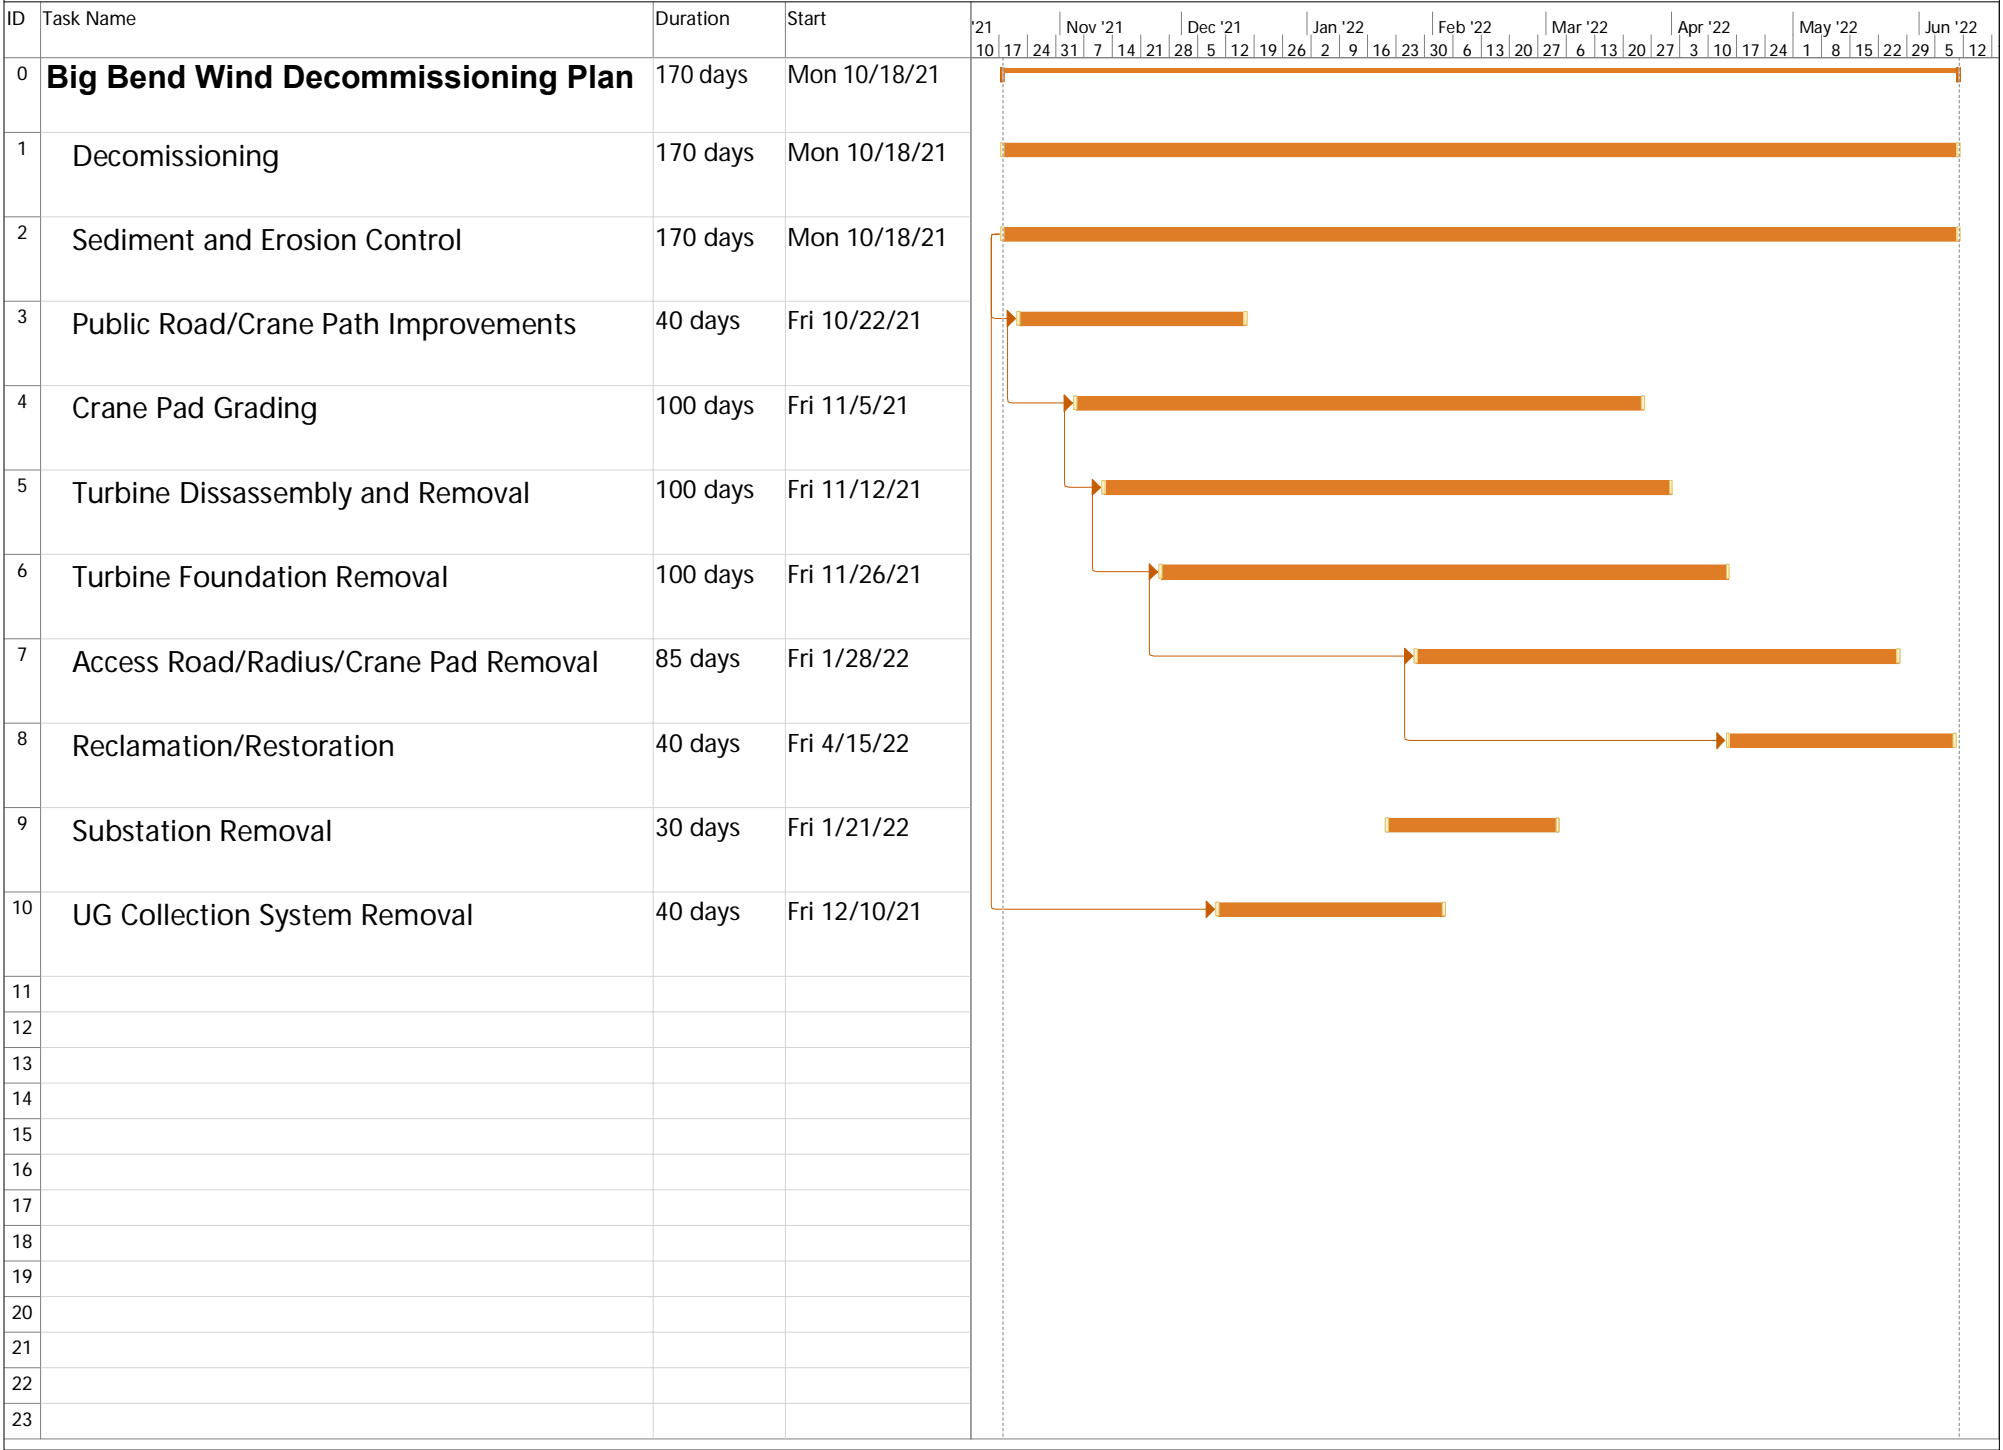 ID Task Name Duration Start '21 Nov '21 Dec '21 Jan '22 Feb '22 Mar '22 Apr '22 May '22 Jun '22
10 17 24 31 7 14 21 28 5 12 19 26 2 9 16 23 30 6 13 20 27 6 13 20 27 3 10 17 24 1 8 15 22 29 5 12
0 Big Bend Wind Decommissioning Plan 170 days Mon 10/18/21
1 Decomissioning 170 days Mon 10/18/21
2 Sediment and Erosion Control 170 days Mon 10/18/21
3 Public Road/Crane Path Improvements 40 days Fri 10/22/21
4 Crane Pad Grading 100 days Fri 11/5/21
5 Turbine Dissassembly and Removal 100 days Fri 11/12/21
6 Turbine Foundation Removal 100 days Fri 11/26/21
7 Access Road/Radius/Crane Pad Removal 85 days Fri 1/28/22
8 Reclamation/Restoration 40 days Fri 4/15/22
9 Substation Removal 30 days Fri 1/21/22
10 UG Collection System Removal 40 days Fri 12/10/21
11
12
13
14
15
16
17
18
19
20
21
22
23